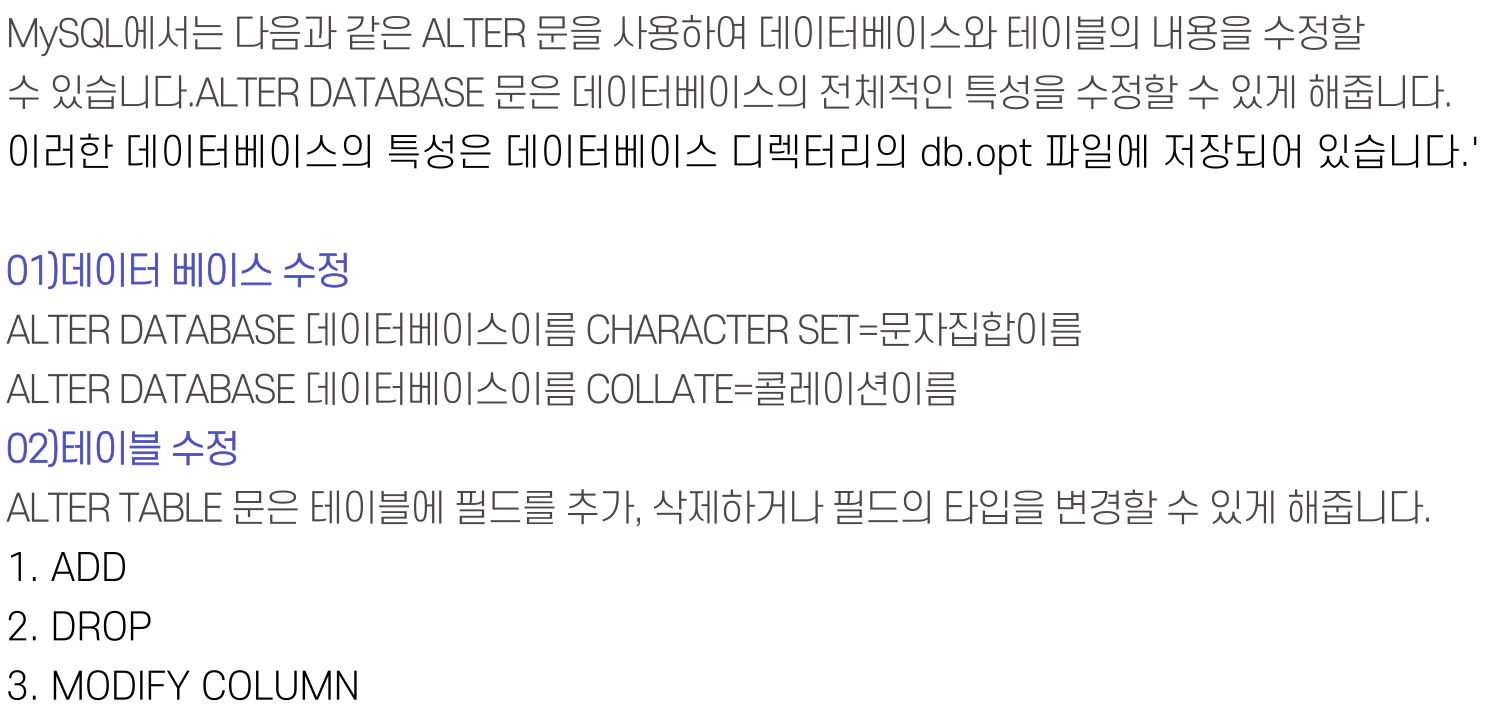 MySQL에서는 다음과 같은 ALTER 문을 사용하여 데이터베이스와 테이블의 내용을 수정할
수 있습니다.ALTER DATABASE 문은 데이터베이스의 전체적인 특성을 수정할 수 있게 해줍니다.
이러한 데이터베이스의 특성은 데이터베이스 디렉터리의 db.opt 파일에 저장되어 있습니다.'
01)데이터 베이스 수정
ALTER DATABASE 데이터베이스이름 CHARACTER SET=문자집합이름
ALTER DATABASE 데이터베이스이름 COLLATE=콜레이션이름
02)테이블 수정
ALTER TABLE 문은 테이블에 필드를 추가, 삭제하거나 필드의 타입을 변경할 수 있게 해줍니다.
1. ADD
2. DROP
3. MODIFY COLUMN